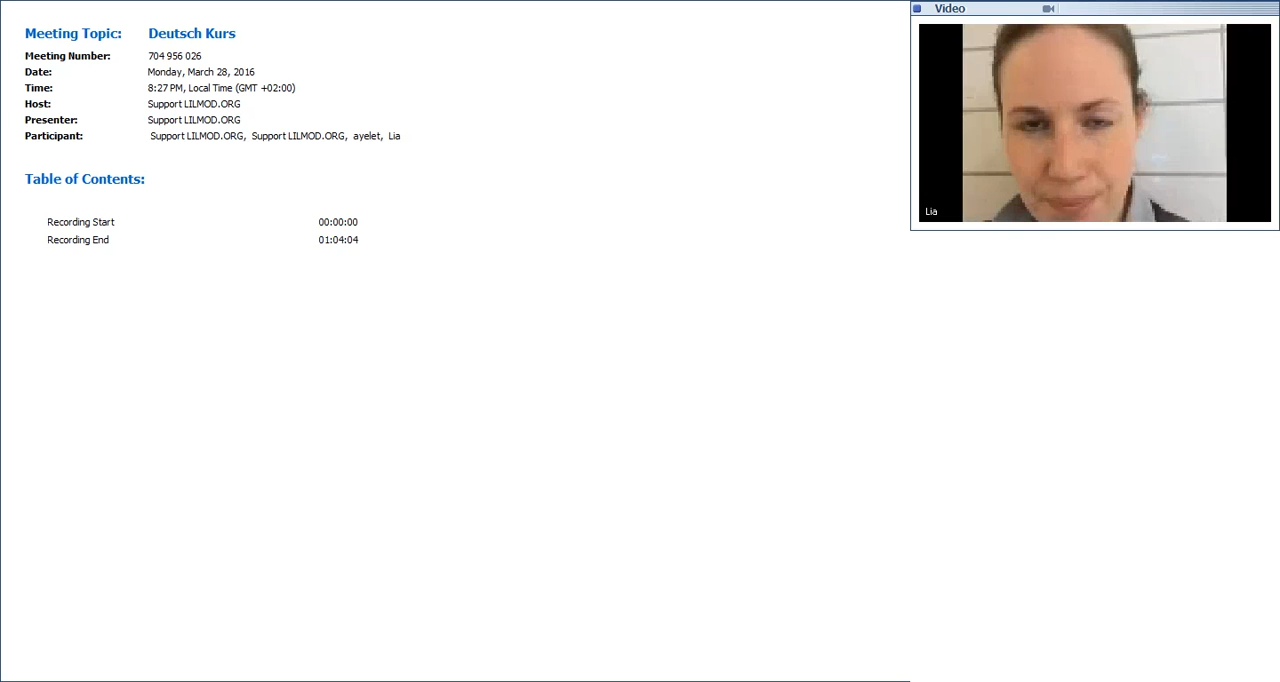 Meeting Topic: Deutsch Kurs
Meeting Number: 704 956 026
Date: Monday, March 28, 2016
Time: 8:27 PM, Local Time (GMT +02:00)
Host: Support LILMOD.ORG
Presenter: Support LILMOD.ORG
Participant: Support LILMOD.ORG, Support LILMOD.ORG, ayelet, Lia
Table of Contents:
Recording Start 00:00:00
Recording End 01:04:04
Video
Lia